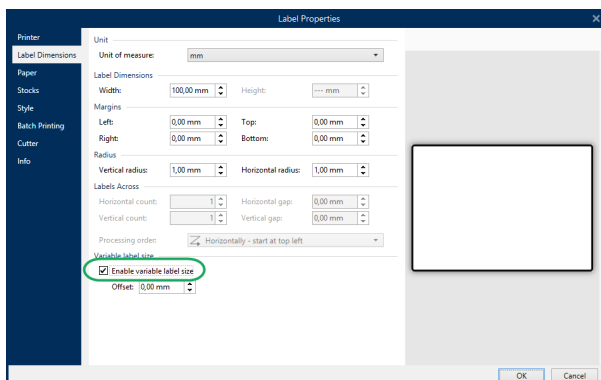 Label Properties
Printer
Label Dimensions
Paper
Stocks
Style
Batch Printing
Cutter
Info
Unit
Unit of measure: mm
Label Dimensions
Width: 100,00 mm Height: --- mm
Margins
Left: 0,00 mm Top: 0,00 mm
Right: 0,00 mm Bottom: 0,00 mm
Radius
Vertical radius: 1,00 mm Horizontal radius: 1,00 mm
Labels Across
Horizontal count: 1 Horizontal gap: 0,00 mm
Vertical count: 1 Vertical gap: 0,00 mm
Processing order: Horizontally - start at top left
Variable label size
Enable variable label size
Offset: 0,00 mm
OK Cancel